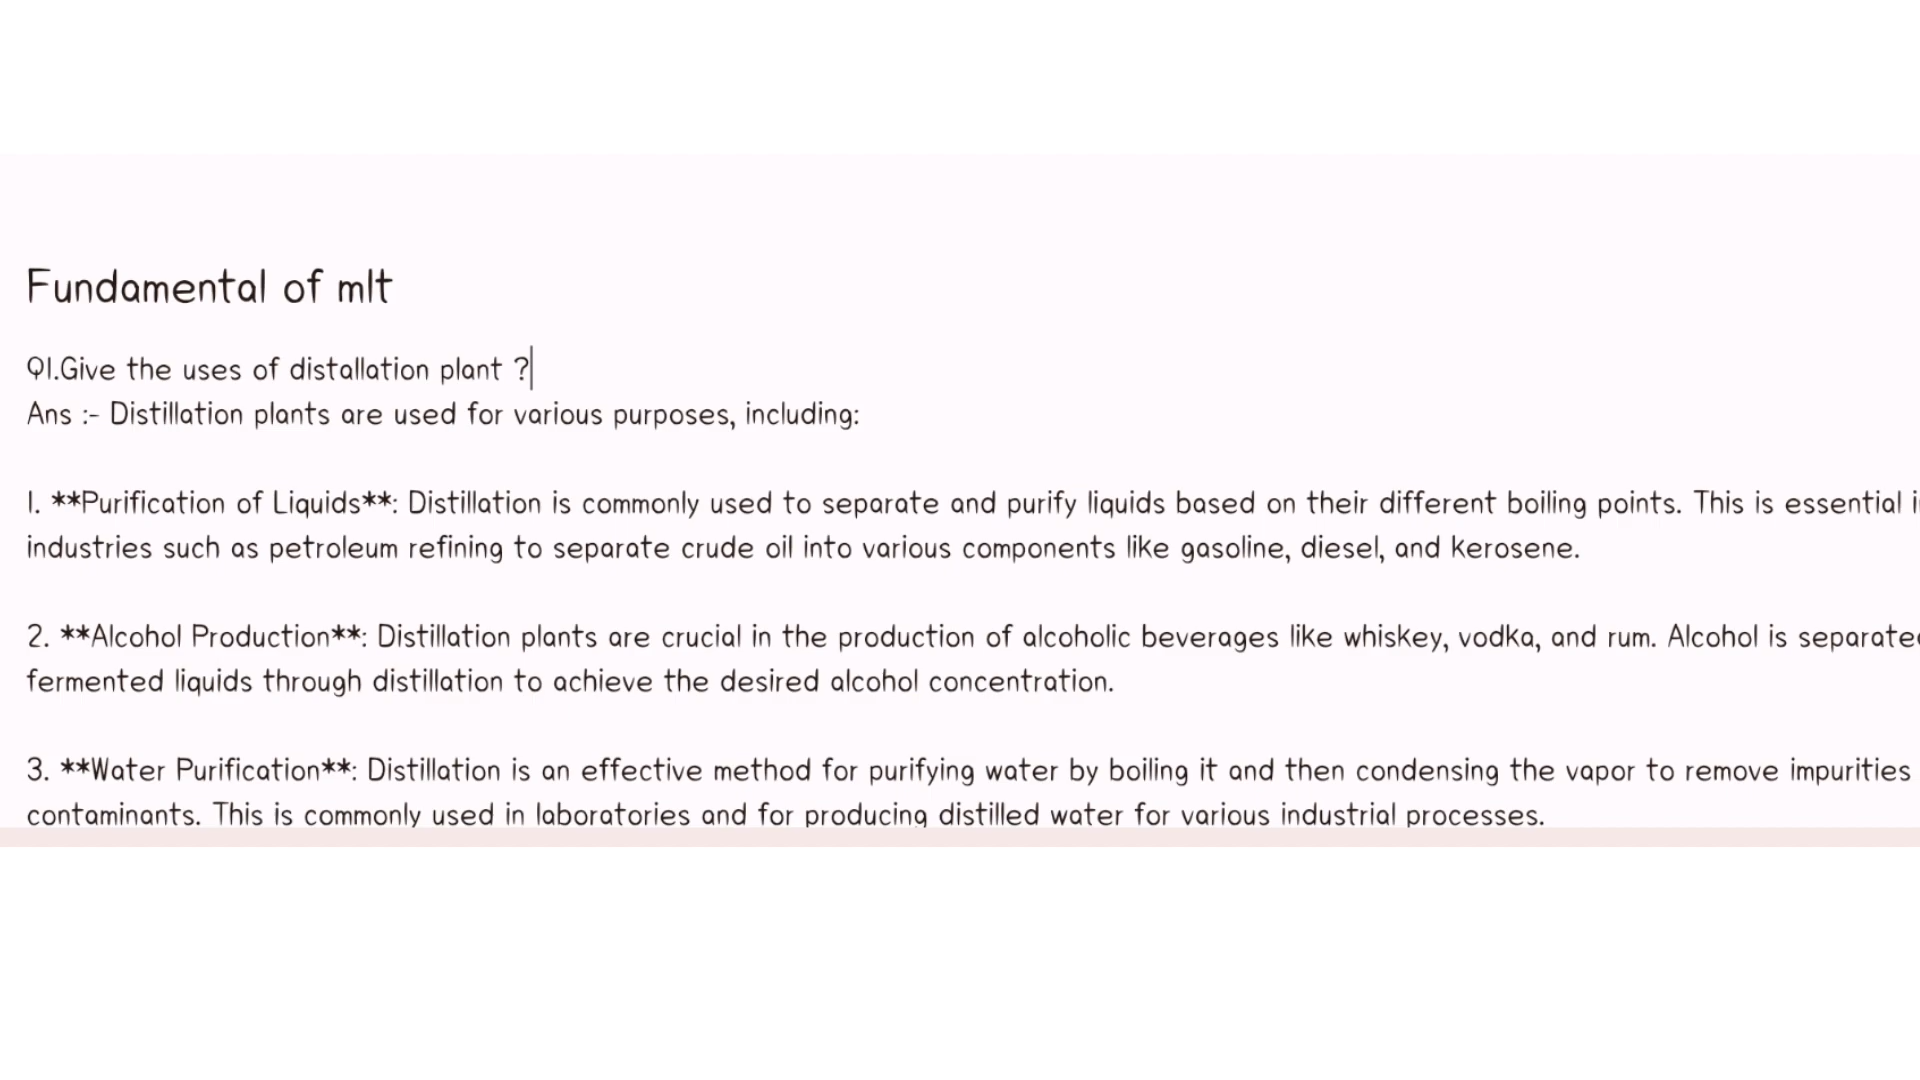 Fundamental of mlt
Q1.Give the uses of distallation plant ?
Ans :- Distillation plants are used for various purposes, including:
1. **Purification of Liquids**: Distillation is commonly used to separate and purify liquids based on their different boiling points. This is essential
industries such as petroleum refining to separate crude oil into various components like gasoline, diesel, and kerosene.
2. **Alcohol Production**: Distillation plants are crucial in the production of alcoholic beverages like whiskey, vodka, and rum. Alcohol is separated
fermented liquids through distillation to achieve the desired alcohol concentration.
3. **Water Purification**: Distillation is an effective method for purifying water by boiling it and then condensing the vapor to remove impurities
contaminants. This is commonly used in laboratories and for producing distilled water for various industrial processes.